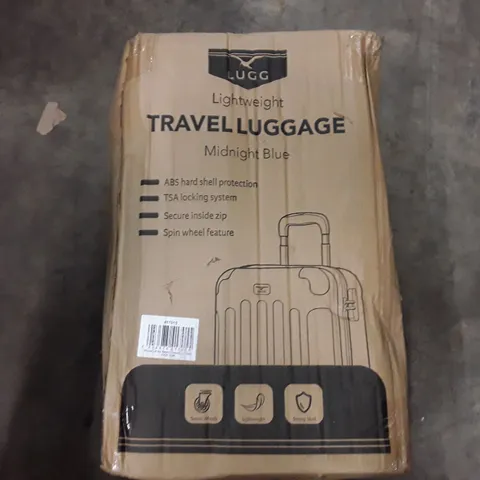 LUGG
Lightweight
TRAVEL LUGGAGE
Midnight Blue
ABS hard shell protection
TSA locking system
Secure inside zip
Spin wheel feature
Lightweight